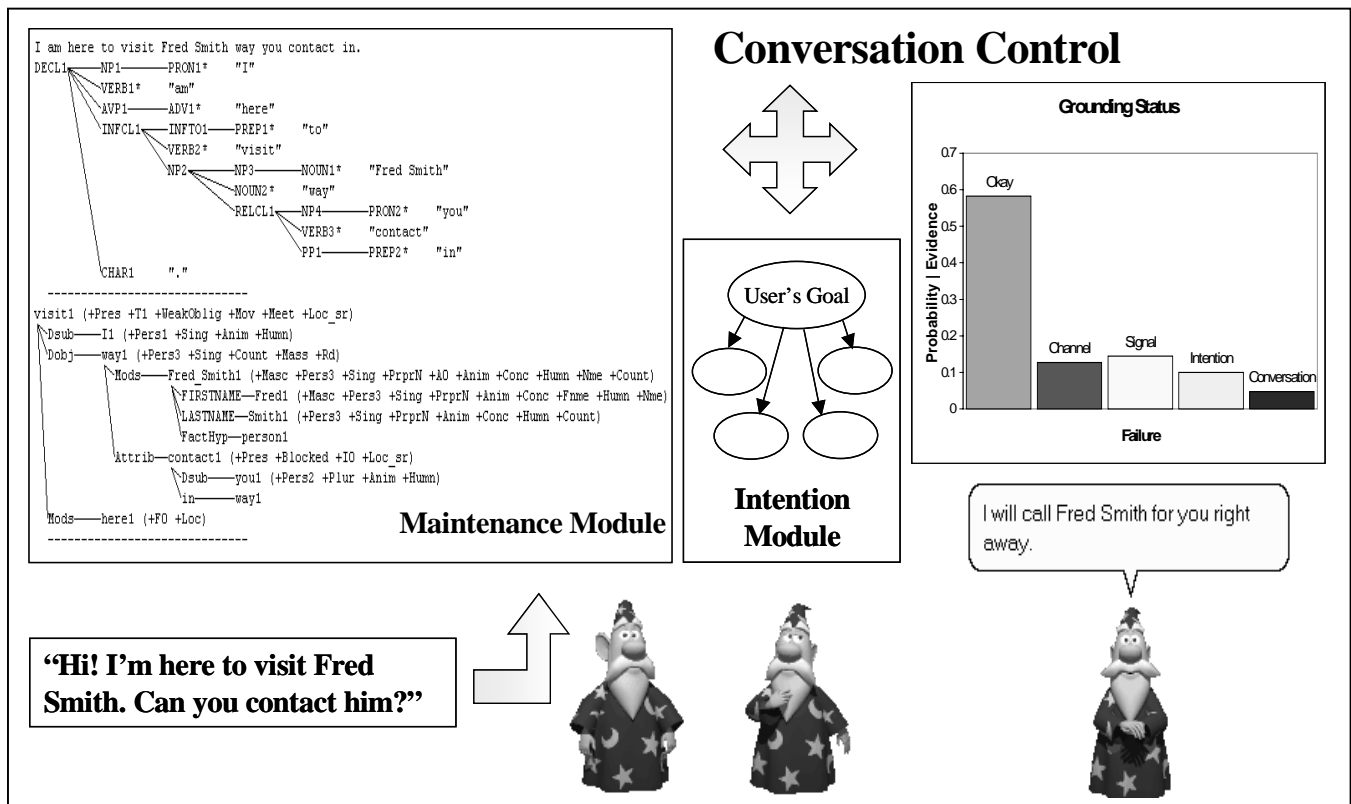 I am here to visit Fred Smith way you contact in.
DECL1 NP1 PRON1* "I"
VERB1* "am"
AVP1 ADV1* "here"
INFCL1 INFTO1 PREP1* "to"
VERB2* "visit"
NP2 NP3 NOUN1* "Fred Smith"
NOUN2* "way"
RELCL1 NP4 PRON2* "you"
VERB3* "contact"
PP1 PREP2* "in"
CHAR1 "."
----------------------------
visit1 (+Pres +T1 +WeakOblig +Mov +Meet +Loc_sr)
Dsub I1 (+Pers1 +Sing +Anim +Humn)
Dobj way1 (+Pers3 +Sing +Count +Mass +Rd)
Mods Fred_Smith1 (+Masc +Pers3 +Sing +PrprN +A0 +Anim +Conc +Humn +Nme +Count)
FIRSTNAME Fred1 (+Masc +Pers3 +Sing +PrprN +Anim +Conc +Fnme +Humn +Nme)
LASTNAME Smith1 (+Pers3 +Sing +PrprN +Anim +Conc +Humn +Count)
FactHyp person1
Attrib contact1 (+Pres +Blocked +I0 +Loc_sr)
Dsub you1 (+Pers2 +Plur +Anim +Humn)
in way1
Mods here1 (+F0 +Loc)
----------------------------
Maintenance Module
Conversation Control
User's Goal
Intention
Module
Grounding Status
Probability | Evidence
0.7
0.6
0.5
0.4
0.3
0.2
0.1
0
Okay
Channel
Signal
Intention
Conversation
Failure
I will call Fred Smith for you right
away.
“Hi! I’m here to visit Fred
Smith. Can you contact him?”